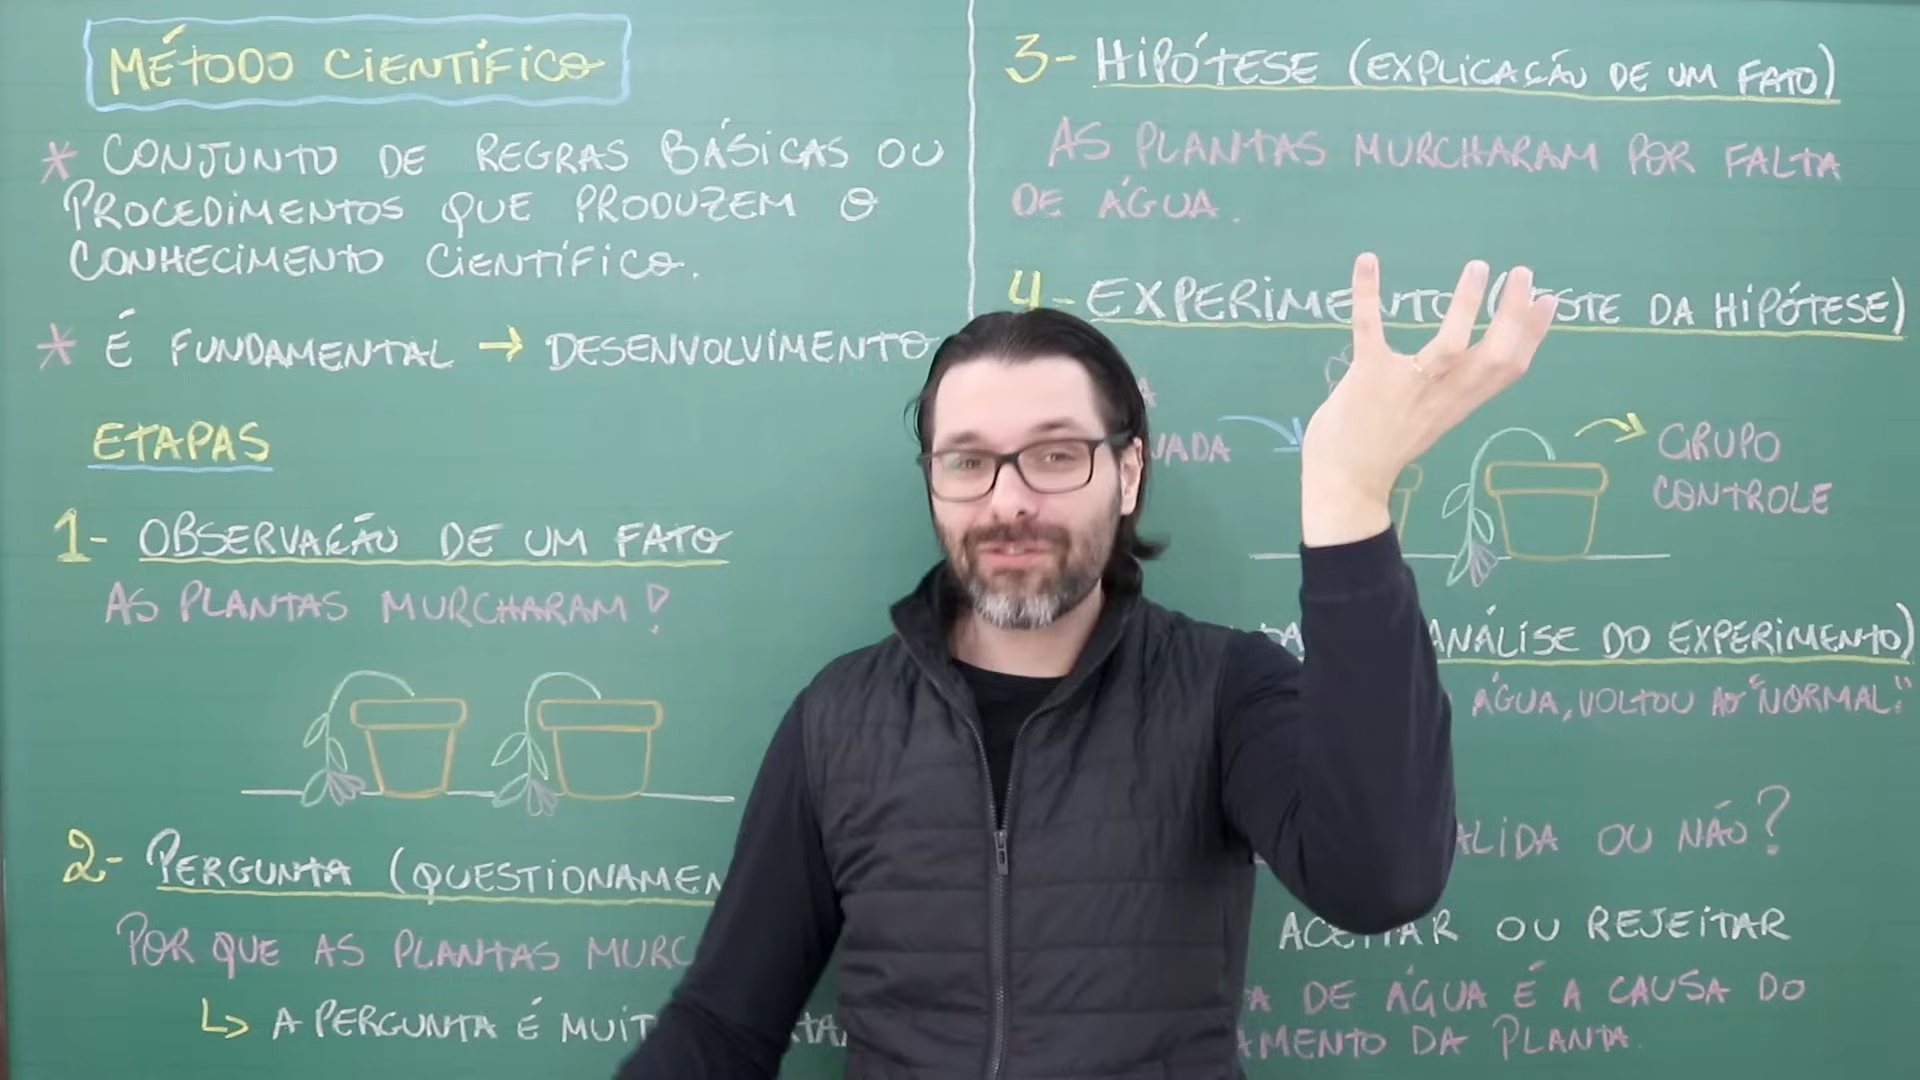 MÉTODO CIENTÍFICO
* CONJUNTO DE REGRAS BÁSICAS OU
PROCEDIMENTOS QUE PRODUZEM O
CONHECIMENTO CIENTÍFICO.
* É FUNDAMENTAL → DESENVOLVIMENTO
ETAPAS
1- OBSERVAÇÃO DE UM FATO
AS PLANTAS MURCHARAM!
2- PERGUNTA (QUESTIONAMEN
POR QUE AS PLANTAS MURC
↳ A PERGUNTA É MUIT
3- HIPÓTESE (EXPLICAÇÃO DE UM FATO)
AS PLANTAS MURCHARAM POR FALTA
DE ÁGUA.
4- EXPERIMENTO (TESTE DA HIPÓTESE)
GRUPO
CONTROLE
ANÁLISE DO EXPERIMENTO)
ÁGUA, VOLTOU AO "NORMAL."
ALIDA OU NÃO?
ACEITAR OU REJEITAR
A DE ÁGUA É A CAUSA DO
AMENTO DA PLANTA.